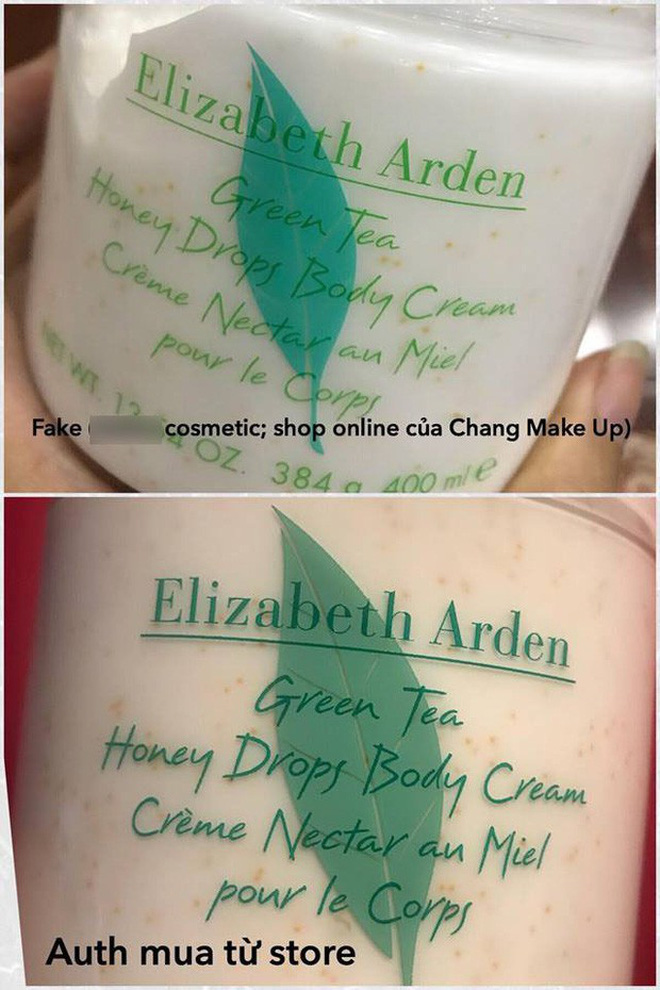 Elizabeth Arden
Green Tea
Honey Drops Body Cream
Crème Nectar au Miel
pour le Corps
Fake ( cosmetic; shop online của Chang Make Up)
NET WT. OZ. 384 g 400 ml e
Elizabeth Arden
Green Tea
Honey Drops Body Cream
Crème Nectar au Miel
pour le Corps
Auth mua từ store